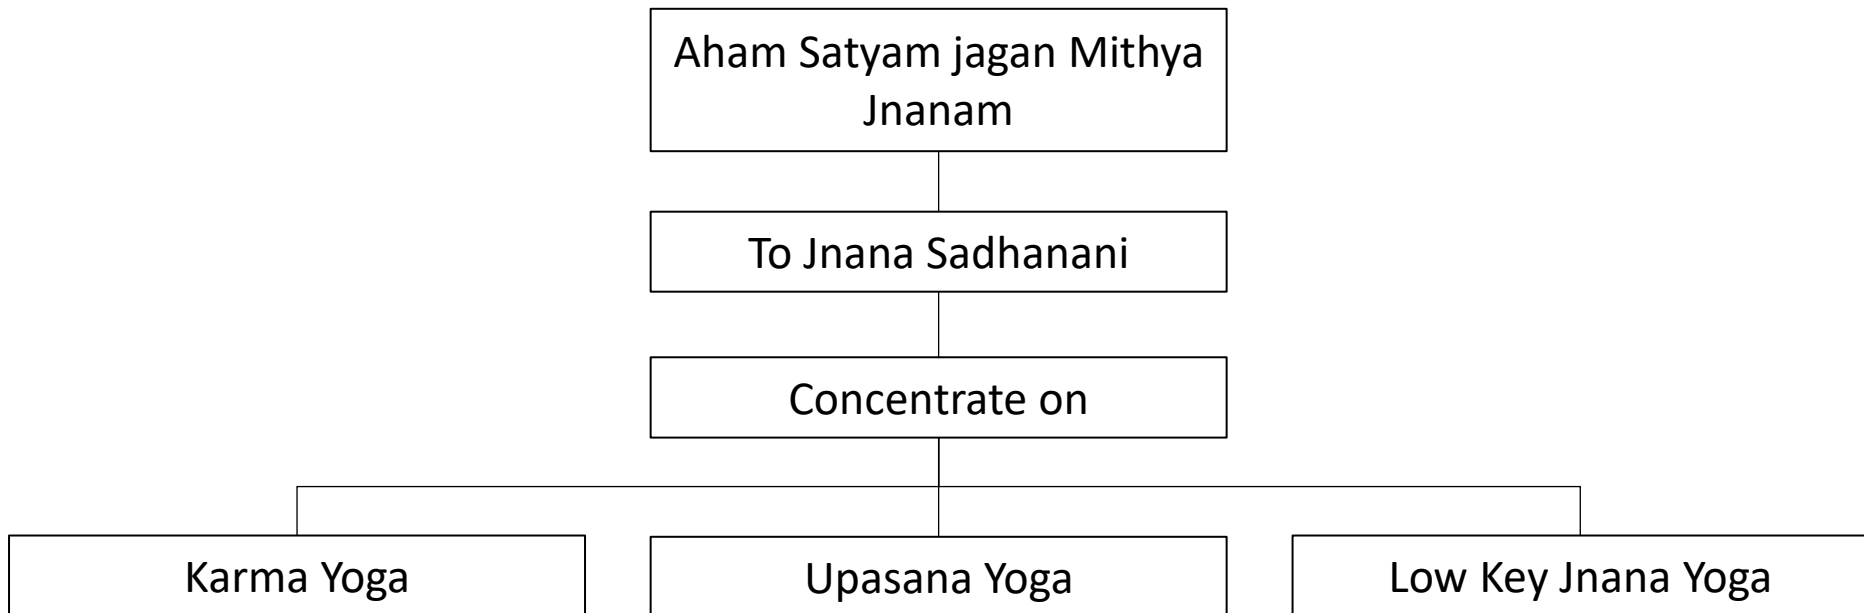 Aham Satyam jagan Mithya
Jnanam
To Jnana Sadhanani
Concentrate on
Karma Yoga
Upasana Yoga
Low Key Jnana Yoga